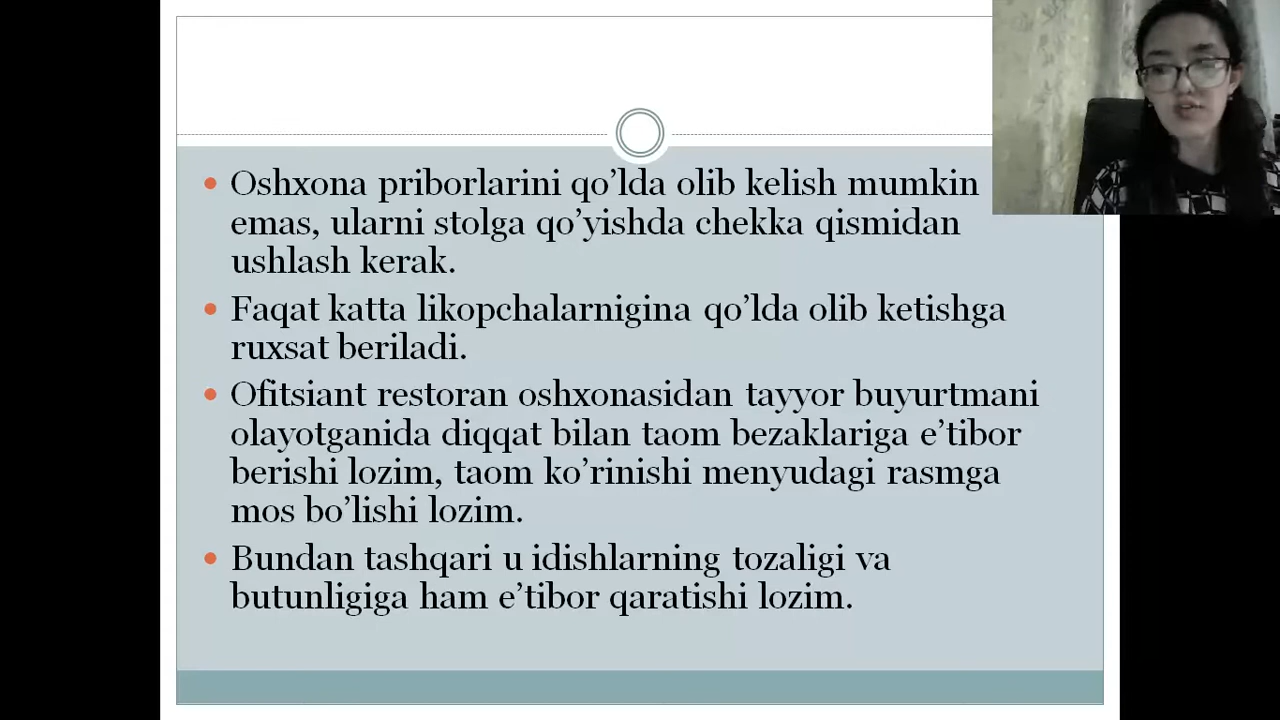 Oshxona priborlarini qo’lda olib kelish mumkin
emas, ularni stolga qo’yishda chekka qismidan
ushlash kerak.
Faqat katta likopchalarnigina qo’lda olib ketishga
ruxsat beriladi.
Ofitsiant restoran oshxonasidan tayyor buyurtmani
olayotganida diqqat bilan taom bezaklariga e’tibor
berishi lozim, taom ko’rinishi menyudagi rasmga
mos bo’lishi lozim.
Bundan tashqari u idishlarning tozaligi va
butunligiga ham e’tibor qaratishi lozim.